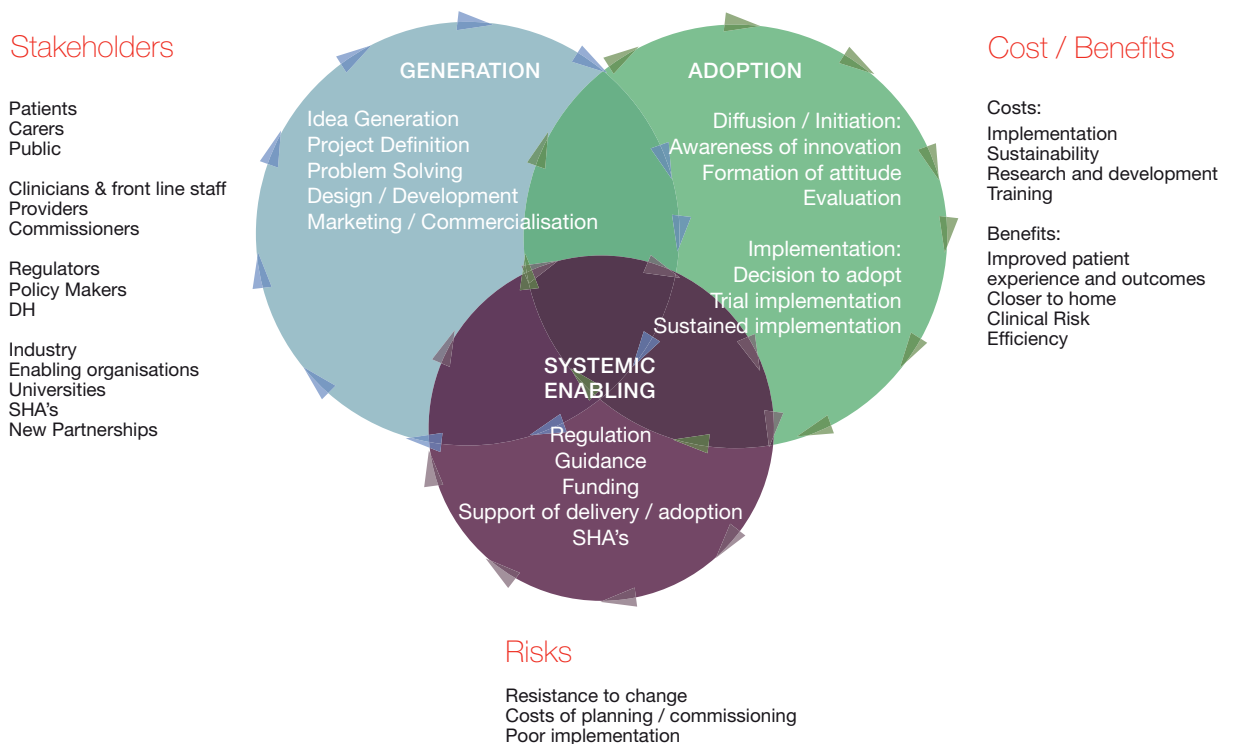 Stakeholders
Patients
Carers
Public
Clinicians & front line staff
Providers
Commissioners
Regulators
Policy Makers
DH
Industry
Enabling organisations
Universities
SHA's
New Partnerships
GENERATION
Idea Generation
Project Definition
Problem Solving
Design / Development
Marketing / Commercialisation
ADOPTION
Diffusion / Initiation:
Awareness of innovation
Formation of attitude
Evaluation
Implementation:
Decision to adopt
Trial implementation
Sustained implementation
SYSTEMIC
ENABLING
Regulation
Guidance
Funding
Support of delivery / adoption
SHA's
Cost / Benefits
Costs:
Implementation
Sustainability
Research and development
Training
Benefits:
Improved patient
experience and outcomes
Closer to home
Clinical Risk
Efficiency
Risks
Resistance to change
Costs of planning / commissioning
Poor implementation